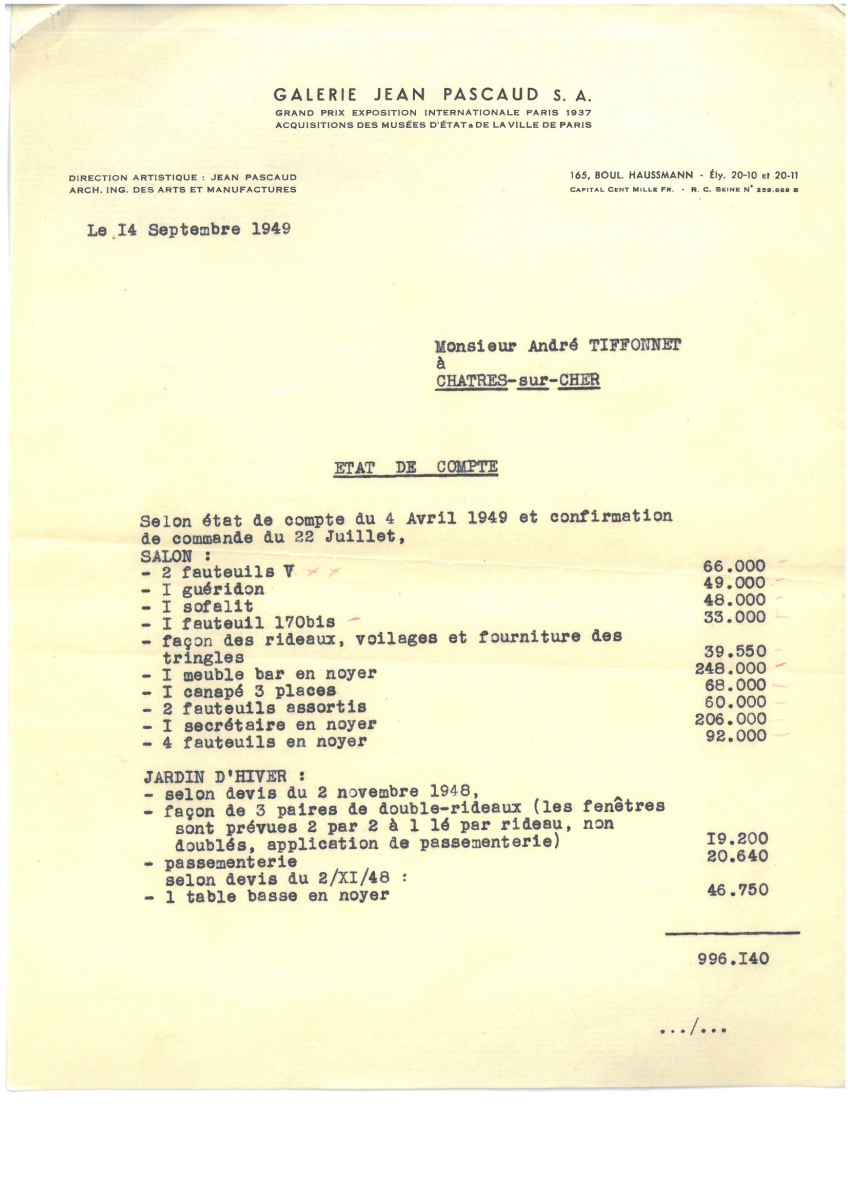 GALERIE JEAN PASCAUD S. A.
GRAND PRIX EXPOSITION INTERNATIONALE PARIS 1937
ACQUISITIONS DES MUSÉES D'ÉTAT & DE LA VILLE DE PARIS
DIRECTION ARTISTIQUE : JEAN PASCAUD
ARCH. ING. DES ARTS ET MANUFACTURES
165, BOUL. HAUSSMANN - Ély. 20-10 et 20-11
CAPITAL CENT MILLE FR. - R. C. SEINE N° 259.889 B
Le I4 Septembre 1949
Monsieur André TIFFONNET
à
CHATRES-sur-CHER
ETAT DE COMPTE
Selon état de compte du 4 Avril 1949 et confirmation
de commande du 22 Juillet,
SALON :
- 2 fauteuils V 66.000
- I guéridon 49.000
- I sofalit 48.000
- I fauteuil 170bis 33.000
- façon des rideaux, voilages et fourniture des
tringles 39.550
- I meuble bar en noyer 248.000
- I canapé 3 places 68.000
- 2 fauteuils assortis 60.000
- I secrétaire en noyer 206.000
- 4 fauteuils en noyer 92.000
JARDIN D'HIVER :
- selon devis du 2 novembre 1948,
- façon de 3 paires de double-rideaux (les fenêtres
sont prévues 2 par 2 à 1 lé par rideau, non
doublés, application de passementerie) I9.200
- passementerie 20.640
selon devis du 2/XI/48 :
- 1 table basse en noyer 46.750
996.I40
.../...